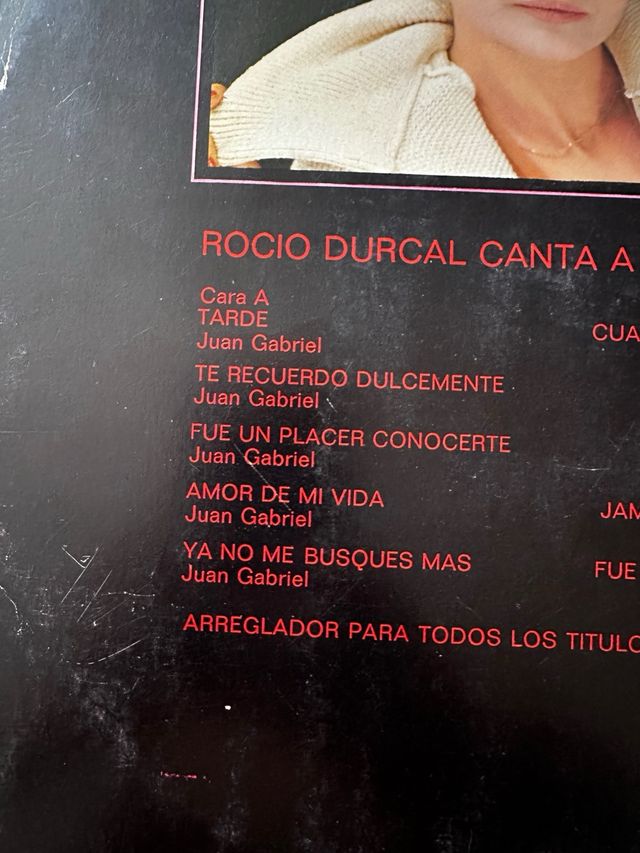 ROCIO DURCAL CANTA A
Cara A
TARDE
Juan Gabriel
TE RECUERDO DULCEMENTE
Juan Gabriel
FUE UN PLACER CONOCERTE
Juan Gabriel
AMOR DE MI VIDA
Juan Gabriel
YA NO ME BUSQUES MAS
Juan Gabriel
CUA
JAM
FUE
ARREGLADOR PARA TODOS LOS TITULO